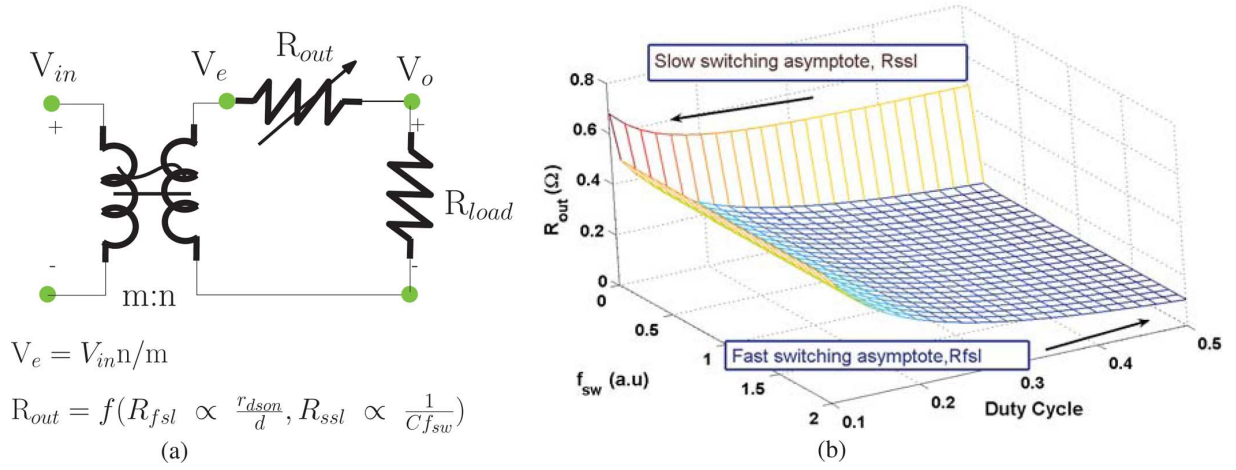 (a)
(b)
R_out
V_in
V_e
V_o
+
+
R_load
-
-
m:n
V_e = V_in n/m
R_out = f(R_fsl ∝ r_dson/d, R_ssl ∝ 1/Cf_sw)
Slow switching asymptote, Rssl
0.8
0.6
0.4
0.2
0
R_out (Ω)
0
0.5
1
1.5
2
f_sw (a.u)
Fast switching asymptote,Rfsl
0.1
0.2
0.3
0.4
0.5
Duty Cycle
(a)
(b)